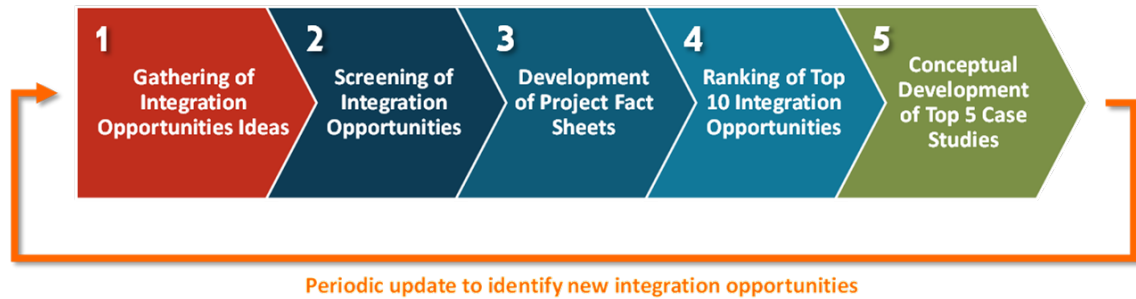 1
Gathering of
Integration
Opportunities Ideas
2
Screening of
Integration
Opportunities
3
Development
of Project Fact
Sheets
4
Ranking of Top
10 Integration
Opportunities
5
Conceptual
Development
of Top 5 Case
Studies
Periodic update to identify new integration opportunities